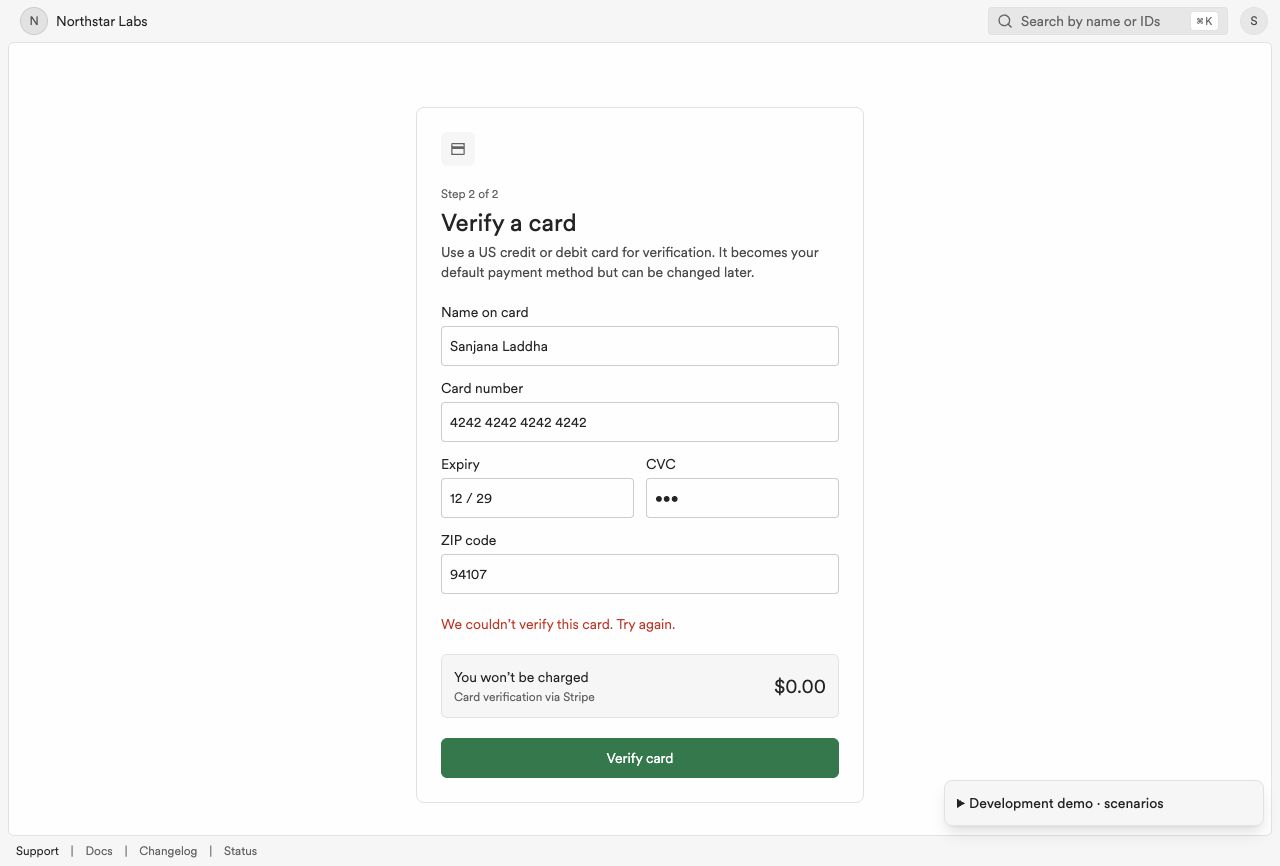 N Northstar Labs
Search by name or IDs ⌘K S
Step 2 of 2
Verify a card
Use a US credit or debit card for verification. It becomes your
default payment method but can be changed later.
Name on card
Sanjana Laddha
Card number
4242 4242 4242 4242
Expiry CVC
12 / 29 •••
ZIP code
94107
We couldn't verify this card. Try again.
You won't be charged
Card verification via Stripe
$0.00
Verify card
Development demo · scenarios
Support | Docs | Changelog | Status